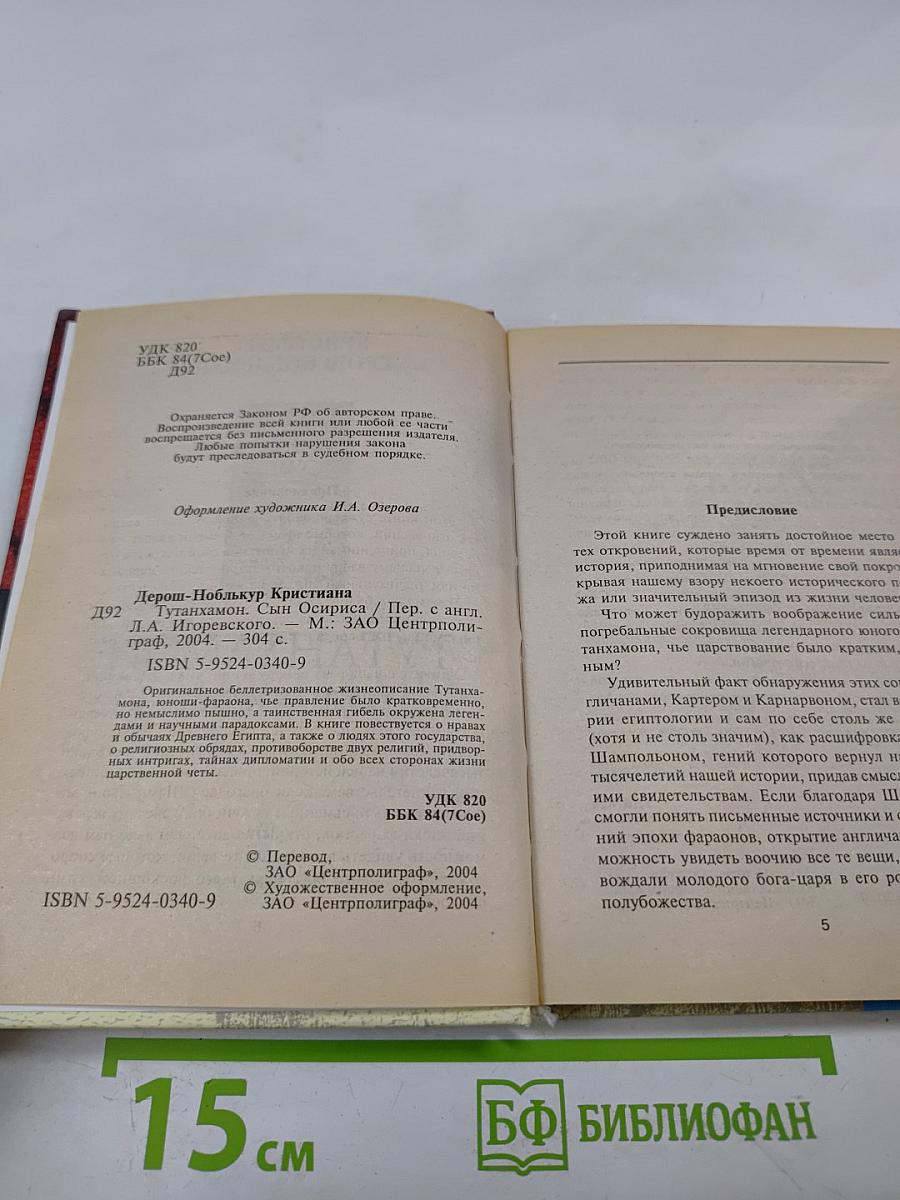 УДК 820
ББК 84(7Сое)
Д92
Охраняется Законом РФ об авторском праве.
Воспроизведение всей книги или любой ее части
воспрещается без письменного разрешения издателя.
Любые попытки нарушения закона
будут преследоваться в судебном порядке.
Оформление художника И.А. Озерова
Дерош-Ноблькур Кристиана
Д92 Тутанхамон. Сын Осириса / Пер. с англ.
Л.А. Игоревского. — М.: ЗАО Центрполи-
граф, 2004. — 304 с.
ISBN 5-9524-0340-9
Оригинальное беллетризованное жизнеописание Тутанха-
мона, юноши-фараона, чье правление было кратковременно,
но немыслимо пышно, а таинственная гибель окружена леген-
дами и научными парадоксами. В книге повествуется о нравах
и обычаях Древнего Египта, а также о людях этого государства,
о религиозных обрядах, противоборстве двух религий, придвор-
ных интригах, тайнах дипломатии и обо всех сторонах жизни
царственной четы.
УДК 820
ББК 84(7Сое)
© Перевод,
ЗАО «Центрполиграф», 2004
© Художественное оформление,
ЗАО «Центрполиграф», 2004
ISBN 5-9524-0340-9
Предисловие
Этой книге суждено занять достойное место
тех откровений, которые время от времени явля
история, приподнимая на мгновение свой покро
крывая нашему взору некоего исторического п
жа или значительный эпизод из жизни человеч
Что может будоражить воображение силь
погребальные сокровища легендарного юного
танхамона, чье царствование было кратким,
ным?
Удивительный факт обнаружения этих со
гличанами, Картером и Карнарвоном, стал в
рии египтологии и сам по себе столь же
(хотя и не столь значим), как расшифровка
Шампольоном, гений которого вернул н
тысячелетий нашей истории, придав смысл
ими свидетельствам. Если благодаря Ш
смогли понять письменные источники и с
ний эпохи фараонов, открытие англича
можность увидеть воочию все те вещи,
вождали молодого бога-царя в его ро
полубожества.
5
15 см
БФ БИБЛИОФАН